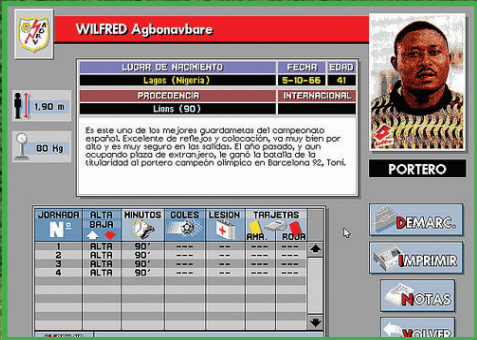 WILFRED Agbonavbare
LUGAR DE NACIMIENTO FECHA EDAD
Lagos (Nigeria) 5-10-66 41
PROCEDENCIA INTERNACIONAL
Lions (90)
1,90 m
80 Kg
Es este uno de los mejores guardametas del campeonato
español. Excelente de reflejos y colocación, va muy bien por
alto y es muy seguro en las salidas. El año pasado, y aun
ocupando plaza de extranjero, le ganó la batalla de la
titularidad al portero campeón olímpico en Barcelona 92, Toni.
PORTERO
JORNADA ALTA MINUTOS GOLES LESION TARJETAS
Nº BAJA AMA. ROJA
1 ALTA 90' --- --- --- ---
2 ALTA 90' --- --- --- ---
3 ALTA 90' --- --- --- ---
4 ALTA 90' --- --- --- ---
DEMARC.
IMPRIMIR
NOTAS
VOLVER